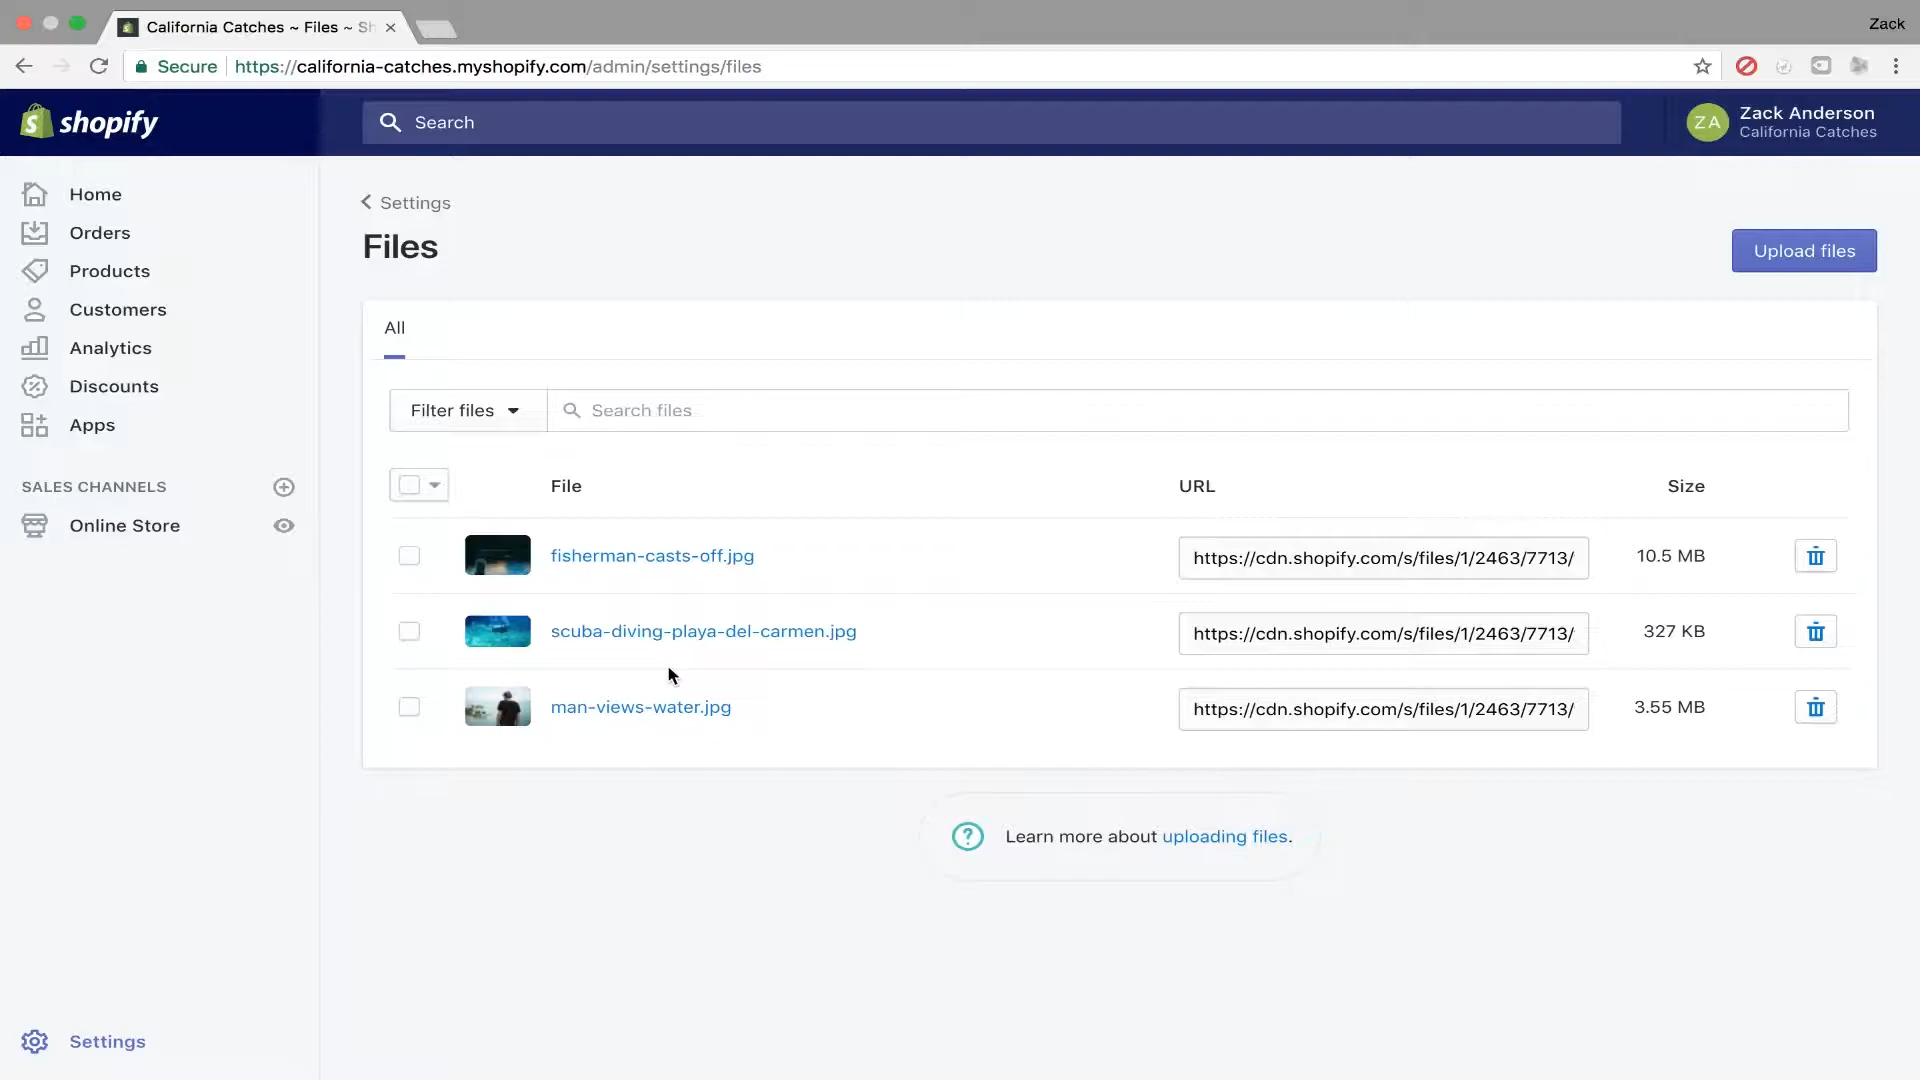 California Catches ~ Files ~ Sh
Zack
Secure
https://california-catches.myshopify.com/admin/settings/files
shopify
Search
ZA
Zack Anderson
California Catches
Home
Orders
Products
Customers
Analytics
Discounts
Apps
SALES CHANNELS
Online Store
Settings
Settings
Files
Upload files
All
Filter files
Search files
File URL Size
fisherman-casts-off.jpg https://cdn.shopify.com/s/files/1/2463/7713/ 10.5 MB
scuba-diving-playa-del-carmen.jpg https://cdn.shopify.com/s/files/1/2463/7713/ 327 KB
man-views-water.jpg https://cdn.shopify.com/s/files/1/2463/7713/ 3.55 MB
Learn more about uploading files.